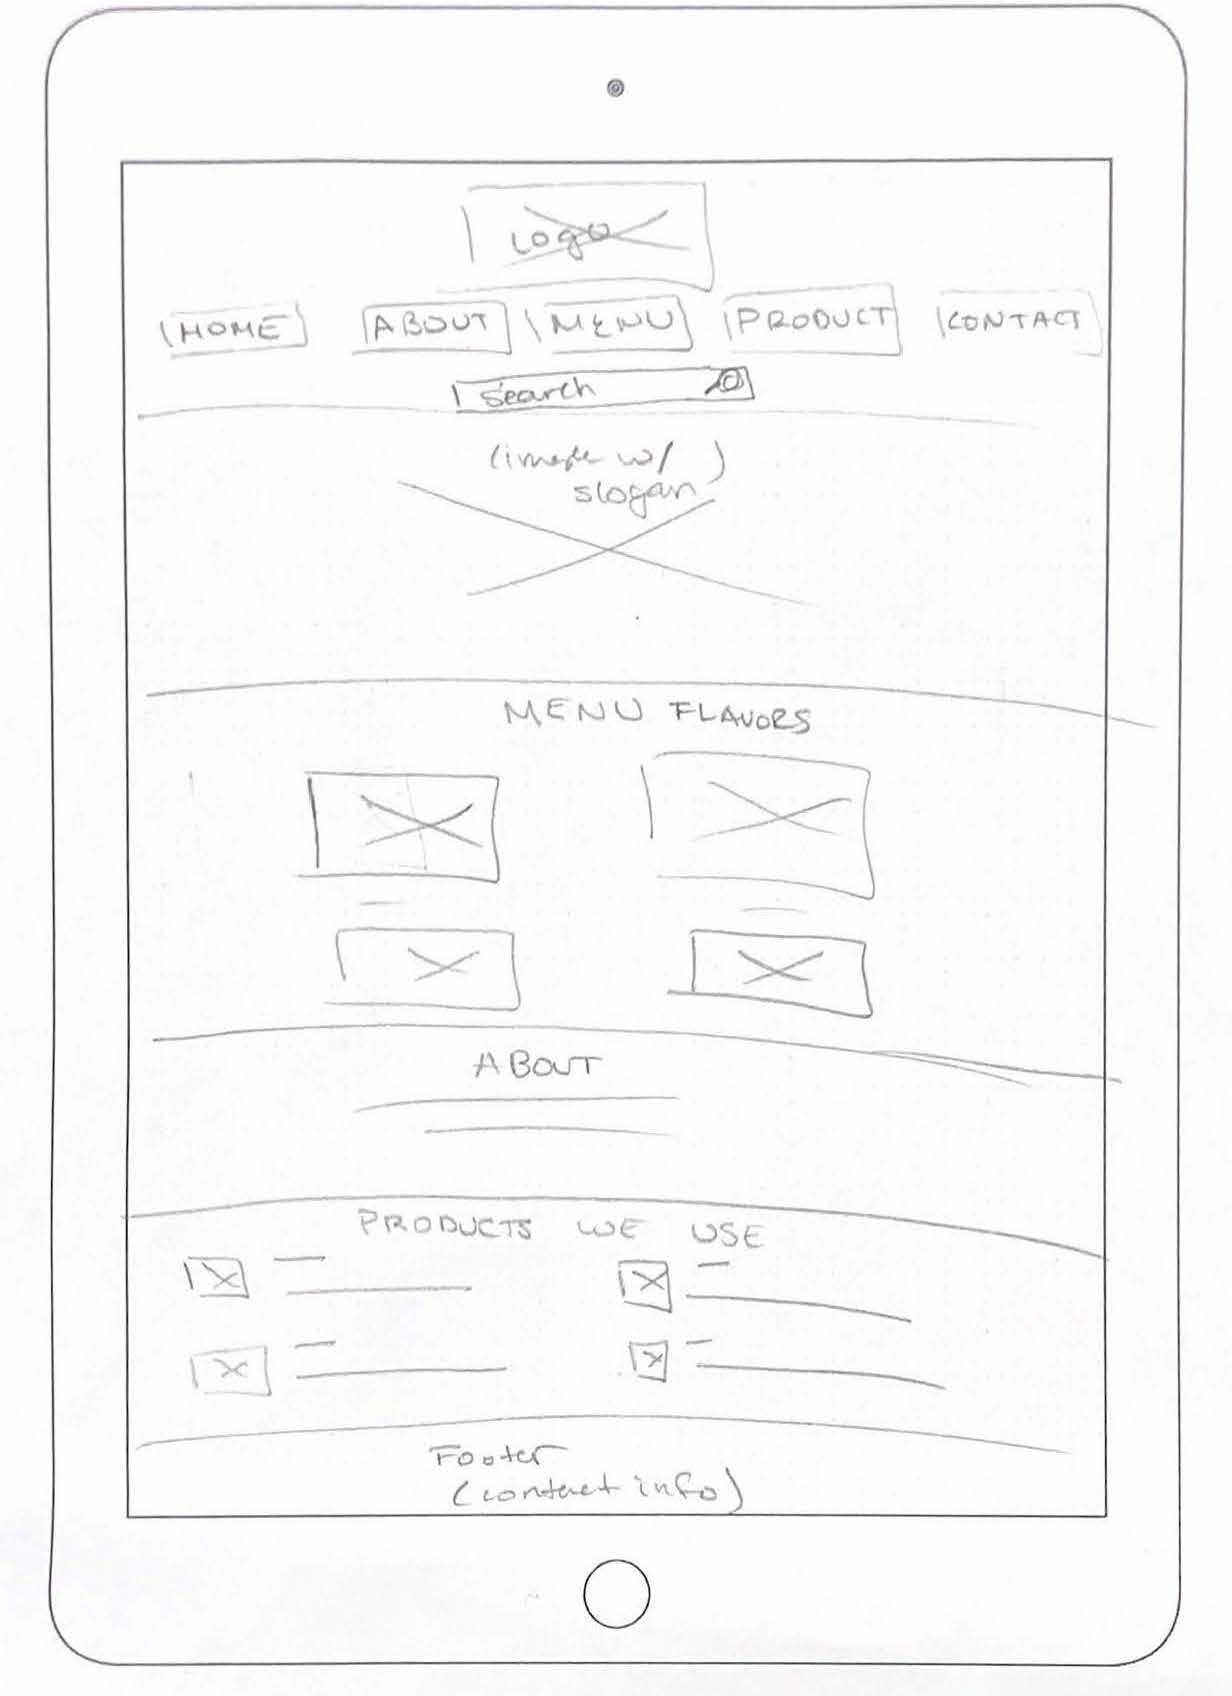 Logo
HOME ABOUT MENU PRODUCT CONTACT
Search
(image w/ )
slogan
MENU FLAVORS
ABOUT
PRODUCTS WE USE
Footer
(contact info)